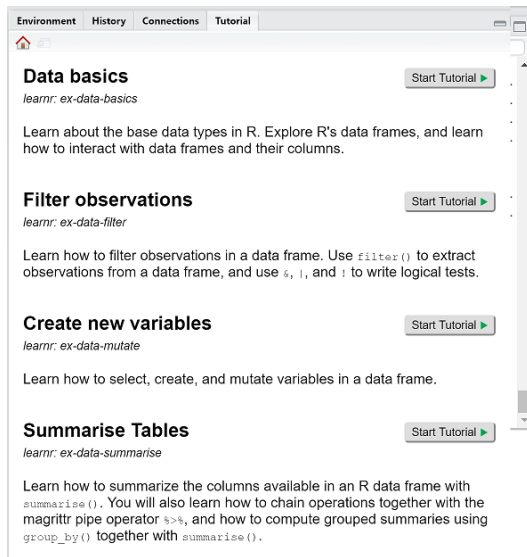 Environment History Connections Tutorial
Data basics
Start Tutorial
learnr: ex-data-basics
Learn about the base data types in R. Explore R's data frames, and learn
how to interact with data frames and their columns.
Filter observations
Start Tutorial
learnr: ex-data-filter
Learn how to filter observations in a data frame. Use filter() to extract
observations from a data frame, and use &, |, and ! to write logical tests.
Create new variables
Start Tutorial
learnr: ex-data-mutate
Learn how to select, create, and mutate variables in a data frame.
Summarise Tables
Start Tutorial
learnr: ex-data-summarise
Learn how to summarize the columns available in an R data frame with
summarise(). You will also learn how to chain operations together with the
magrittr pipe operator %>%, and how to compute grouped summaries using
group_by() together with summarise().